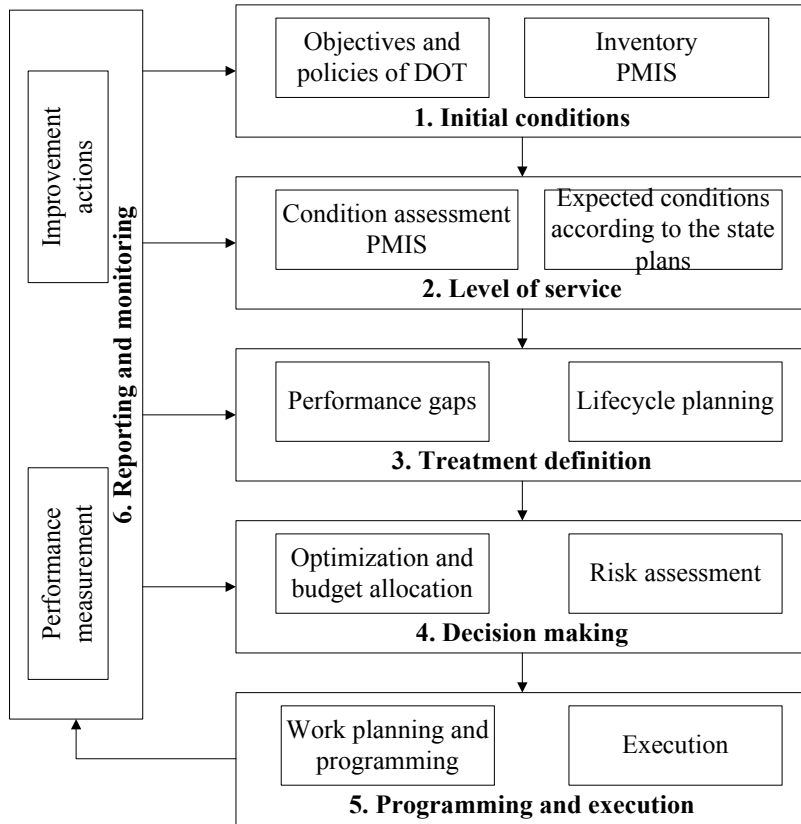 Objectives and
policies of DOT
Inventory
PMIS
1. Initial conditions
Condition assessment
PMIS
Expected conditions
according to the state
plans
2. Level of service
Performance gaps
Lifecycle planning
3. Treatment definition
Optimization and
budget allocation
Risk assessment
4. Decision making
Work planning and
programming
Execution
5. Programming and execution
Improvement
actions
Performance
measurement
6. Reporting and monitoring